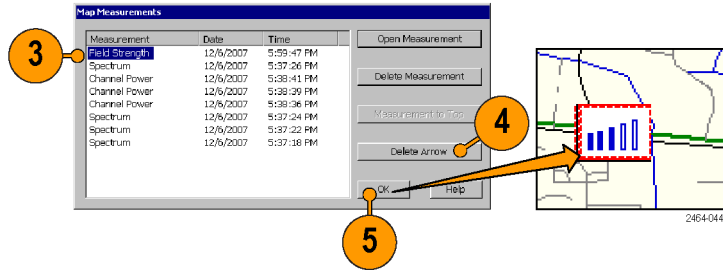 Map Measurements
Measurement Date Time
Field Strength 12/6/2007 5:59:47 PM
Spectrum 12/6/2007 5:37:26 PM
Channel Power 12/6/2007 5:38:41 PM
Channel Power 12/6/2007 5:38:39 PM
Channel Power 12/6/2007 5:38:36 PM
Spectrum 12/6/2007 5:37:24 PM
Spectrum 12/6/2007 5:37:22 PM
Spectrum 12/6/2007 5:37:18 PM
Open Measurement
Delete Measurement
Measurement to Top
Delete Arrow
OK Help
3
4
5
2464-044